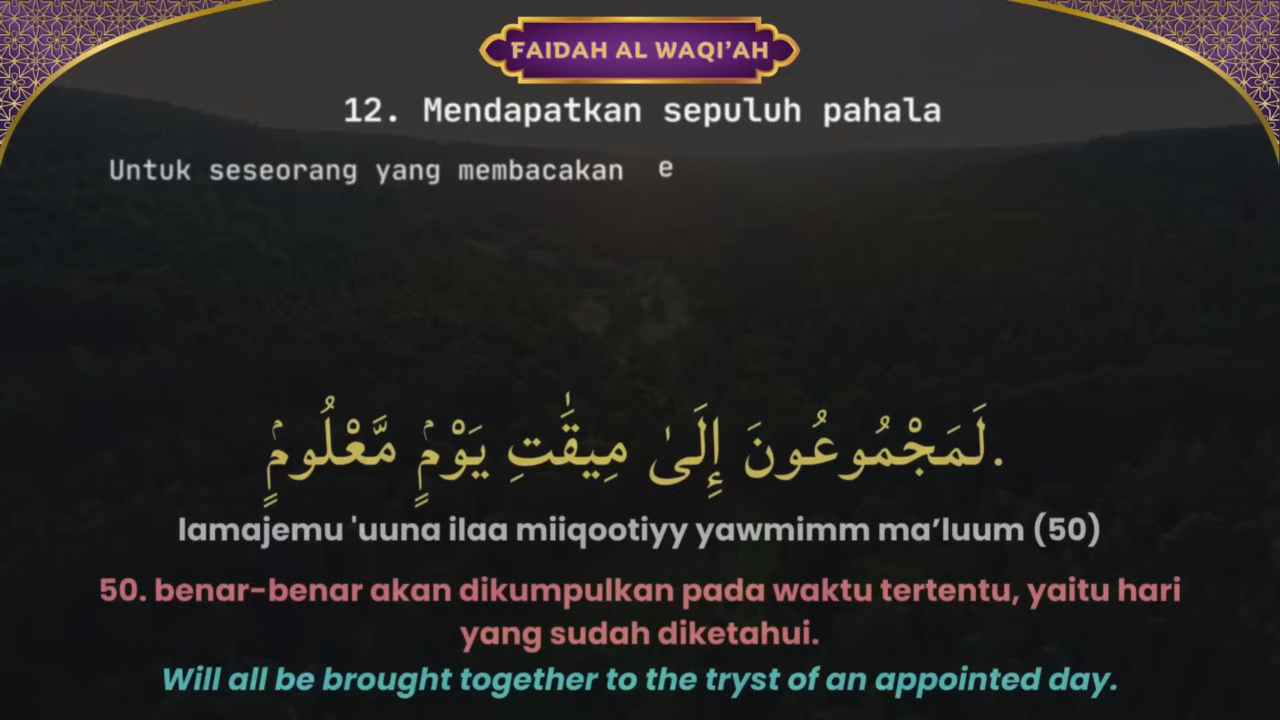 FAIDAH AL WAQI’AH
12. Mendapatkan sepuluh pahala
Untuk seseorang yang membacakan e
لَمَجْمُوعُونَ إِلَىٰ مِيقَٰتِ يَوْمٍۢ مَّعْلُومٍۢ.
lamajemu 'uuna ilaa miiqootiyy yawmimm ma’luum (50)
50. benar-benar akan dikumpulkan pada waktu tertentu, yaitu hari
yang sudah diketahui.
Will all be brought together to the tryst of an appointed day.